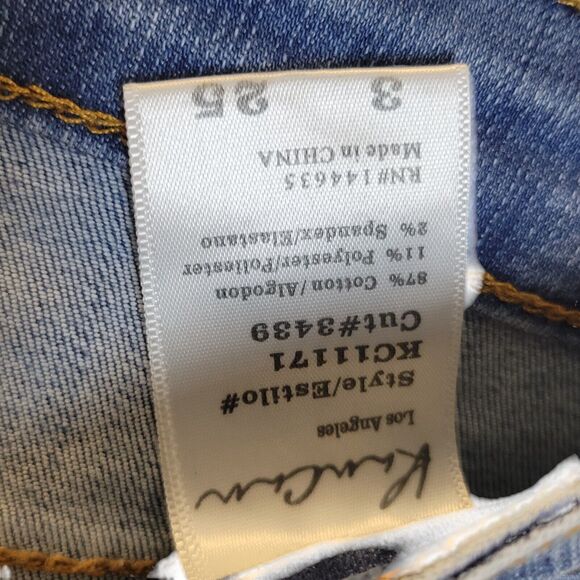 KanCan
Los Angeles
Style/Estilo#
KC11171
Cut#3439
87% Cotton/Algodon
11% Polyester/Poliester
2% Spandex/Elastano
RN#144635
Made in CHINA
3 25